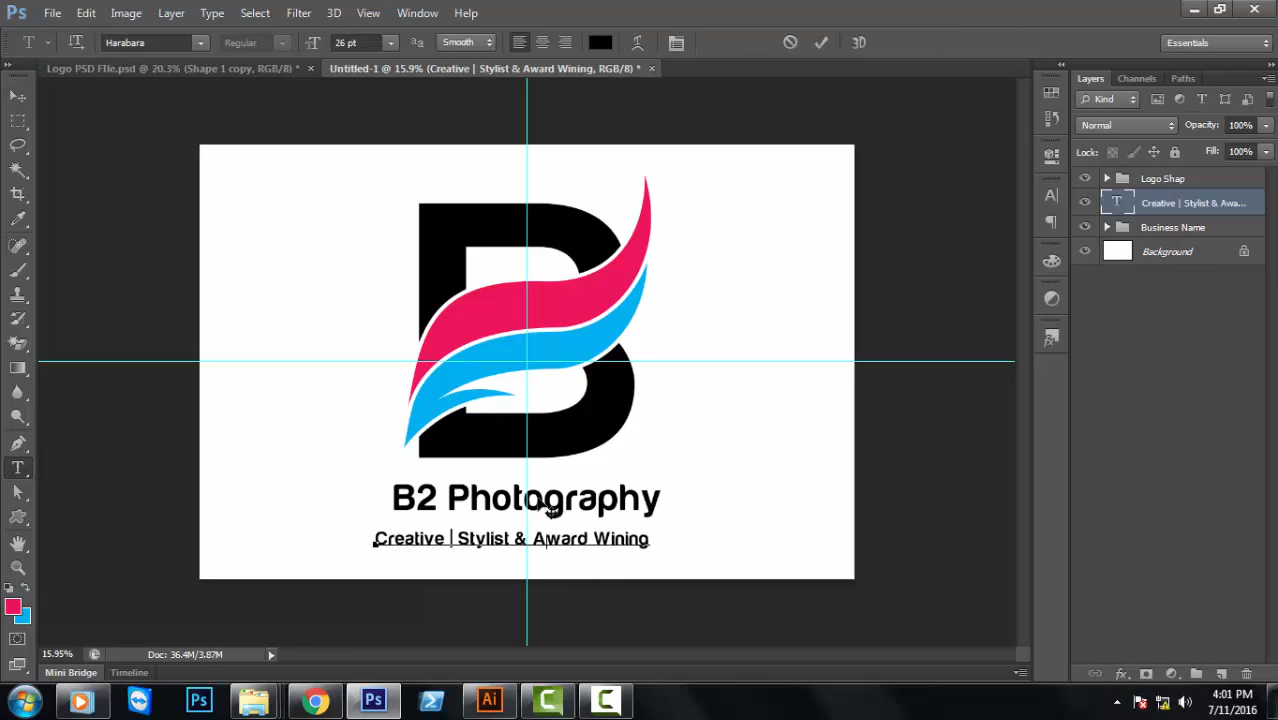 Ps File Edit Image Layer Type Select Filter 3D View Window Help
T Harabara Regular 26 pt Smooth 3D Essentials
Logo PSD FIle.psd @ 20.3% (Shape 1 copy, RGB/8) * × Untitled-1 @ 15.9% (Creative | Stylist & Award Wining, RGB/8) * ×
Layers Channels Paths
Kind
Normal Opacity: 100%
Lock: Fill: 100%
Logo Shap
T Creative | Stylist & Awa...
Business Name
Background
B
B2 Photography
Creative | Stylist & Award Wining
15.95% Doc: 36.4M/3.87M
Mini Bridge Timeline
Ps Ps Ai C C
4:01 PM
7/11/2016